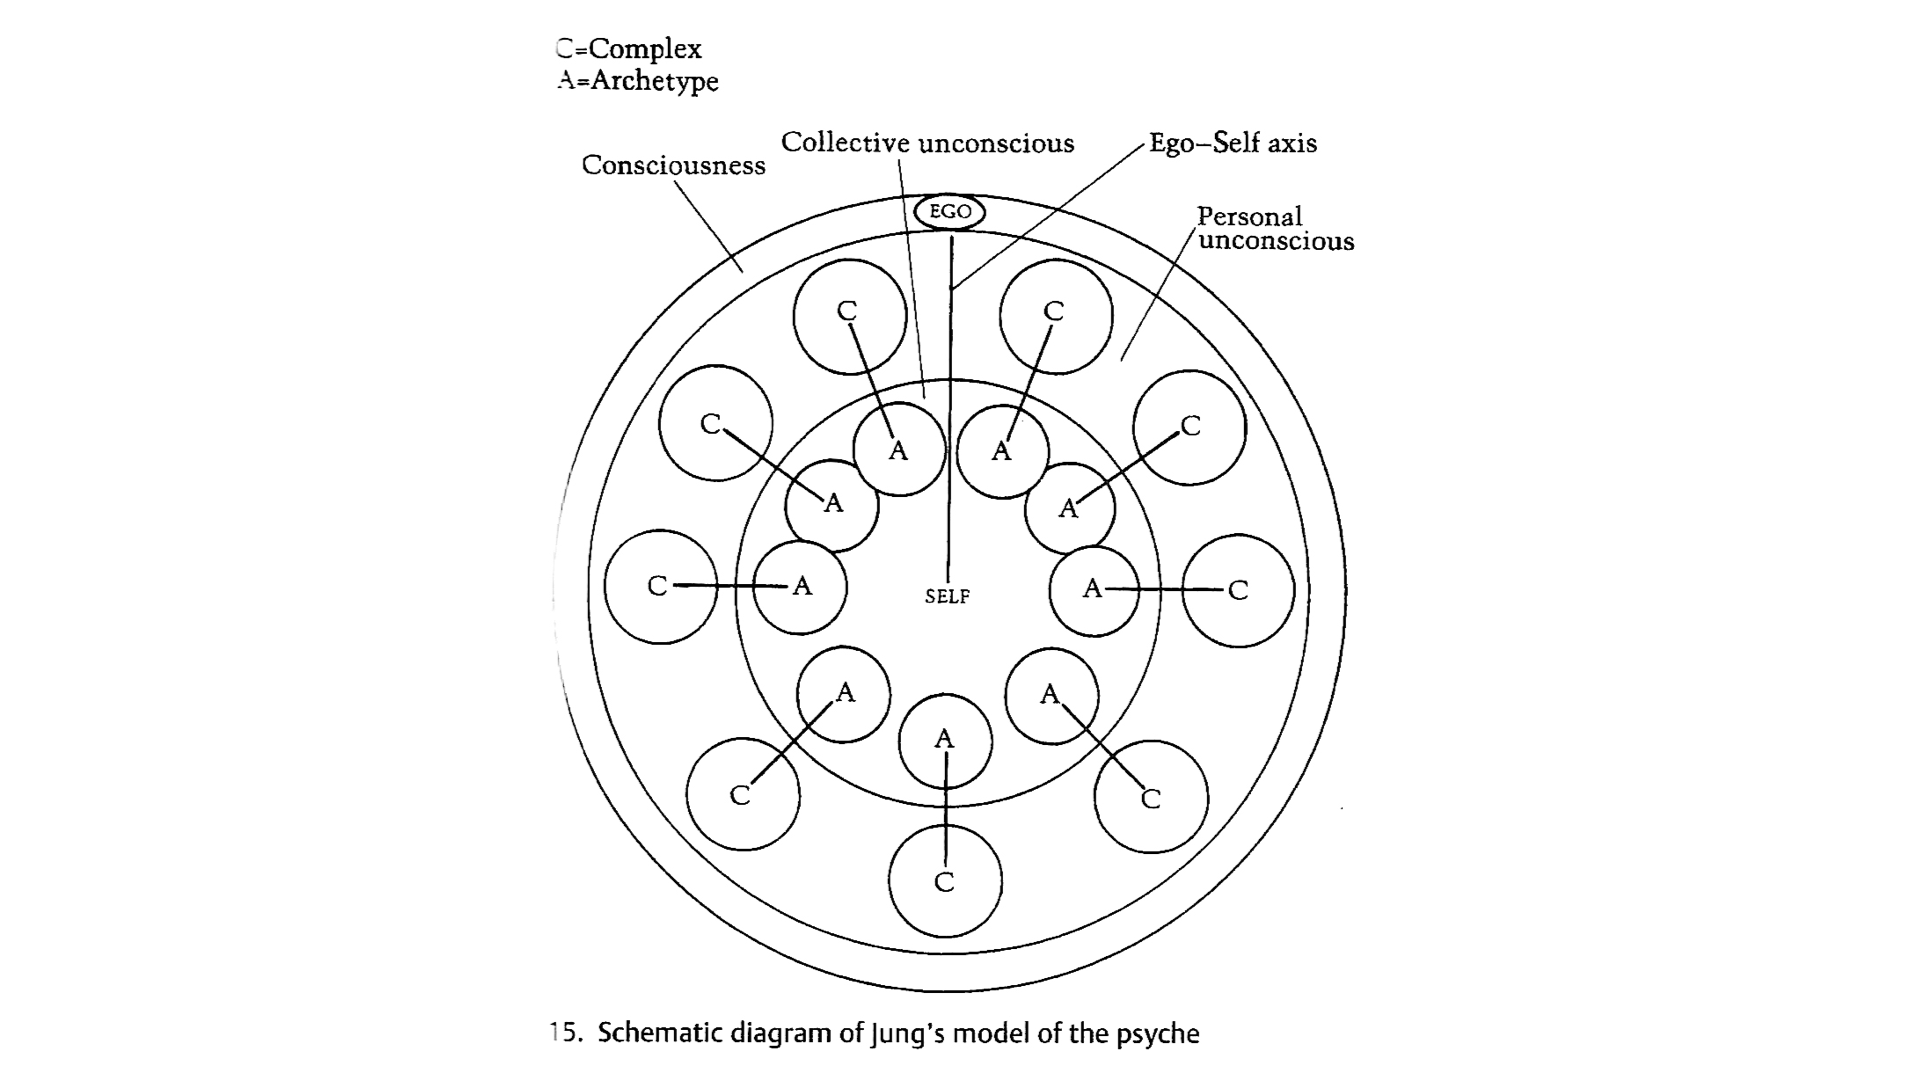 C=Complex
A=Archetype
Collective unconscious
Ego–Self axis
Consciousness
Personal
unconscious
EGO
C
C
C
C
A
A
A
A
C
A
A
C
SELF
A
A
A
C
C
C
15. Schematic diagram of Jung's model of the psyche